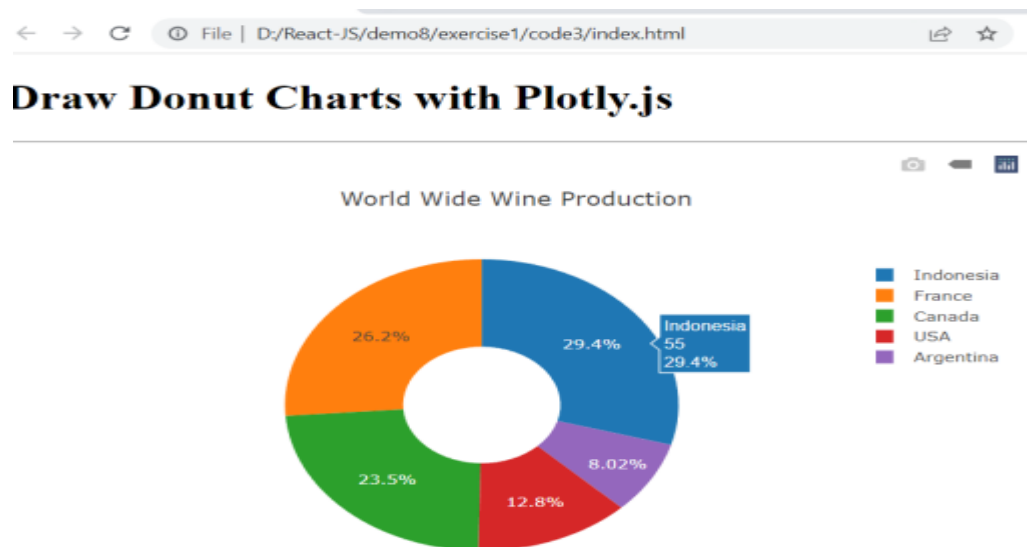 File | D:/React-JS/demo8/exercise1/code3/index.html
Draw Donut Charts with Plotly.js
World Wide Wine Production
Indonesia
France
Canada
USA
Argentina
26.2%
29.4%
Indonesia
55
29.4%
8.02%
23.5%
12.8%